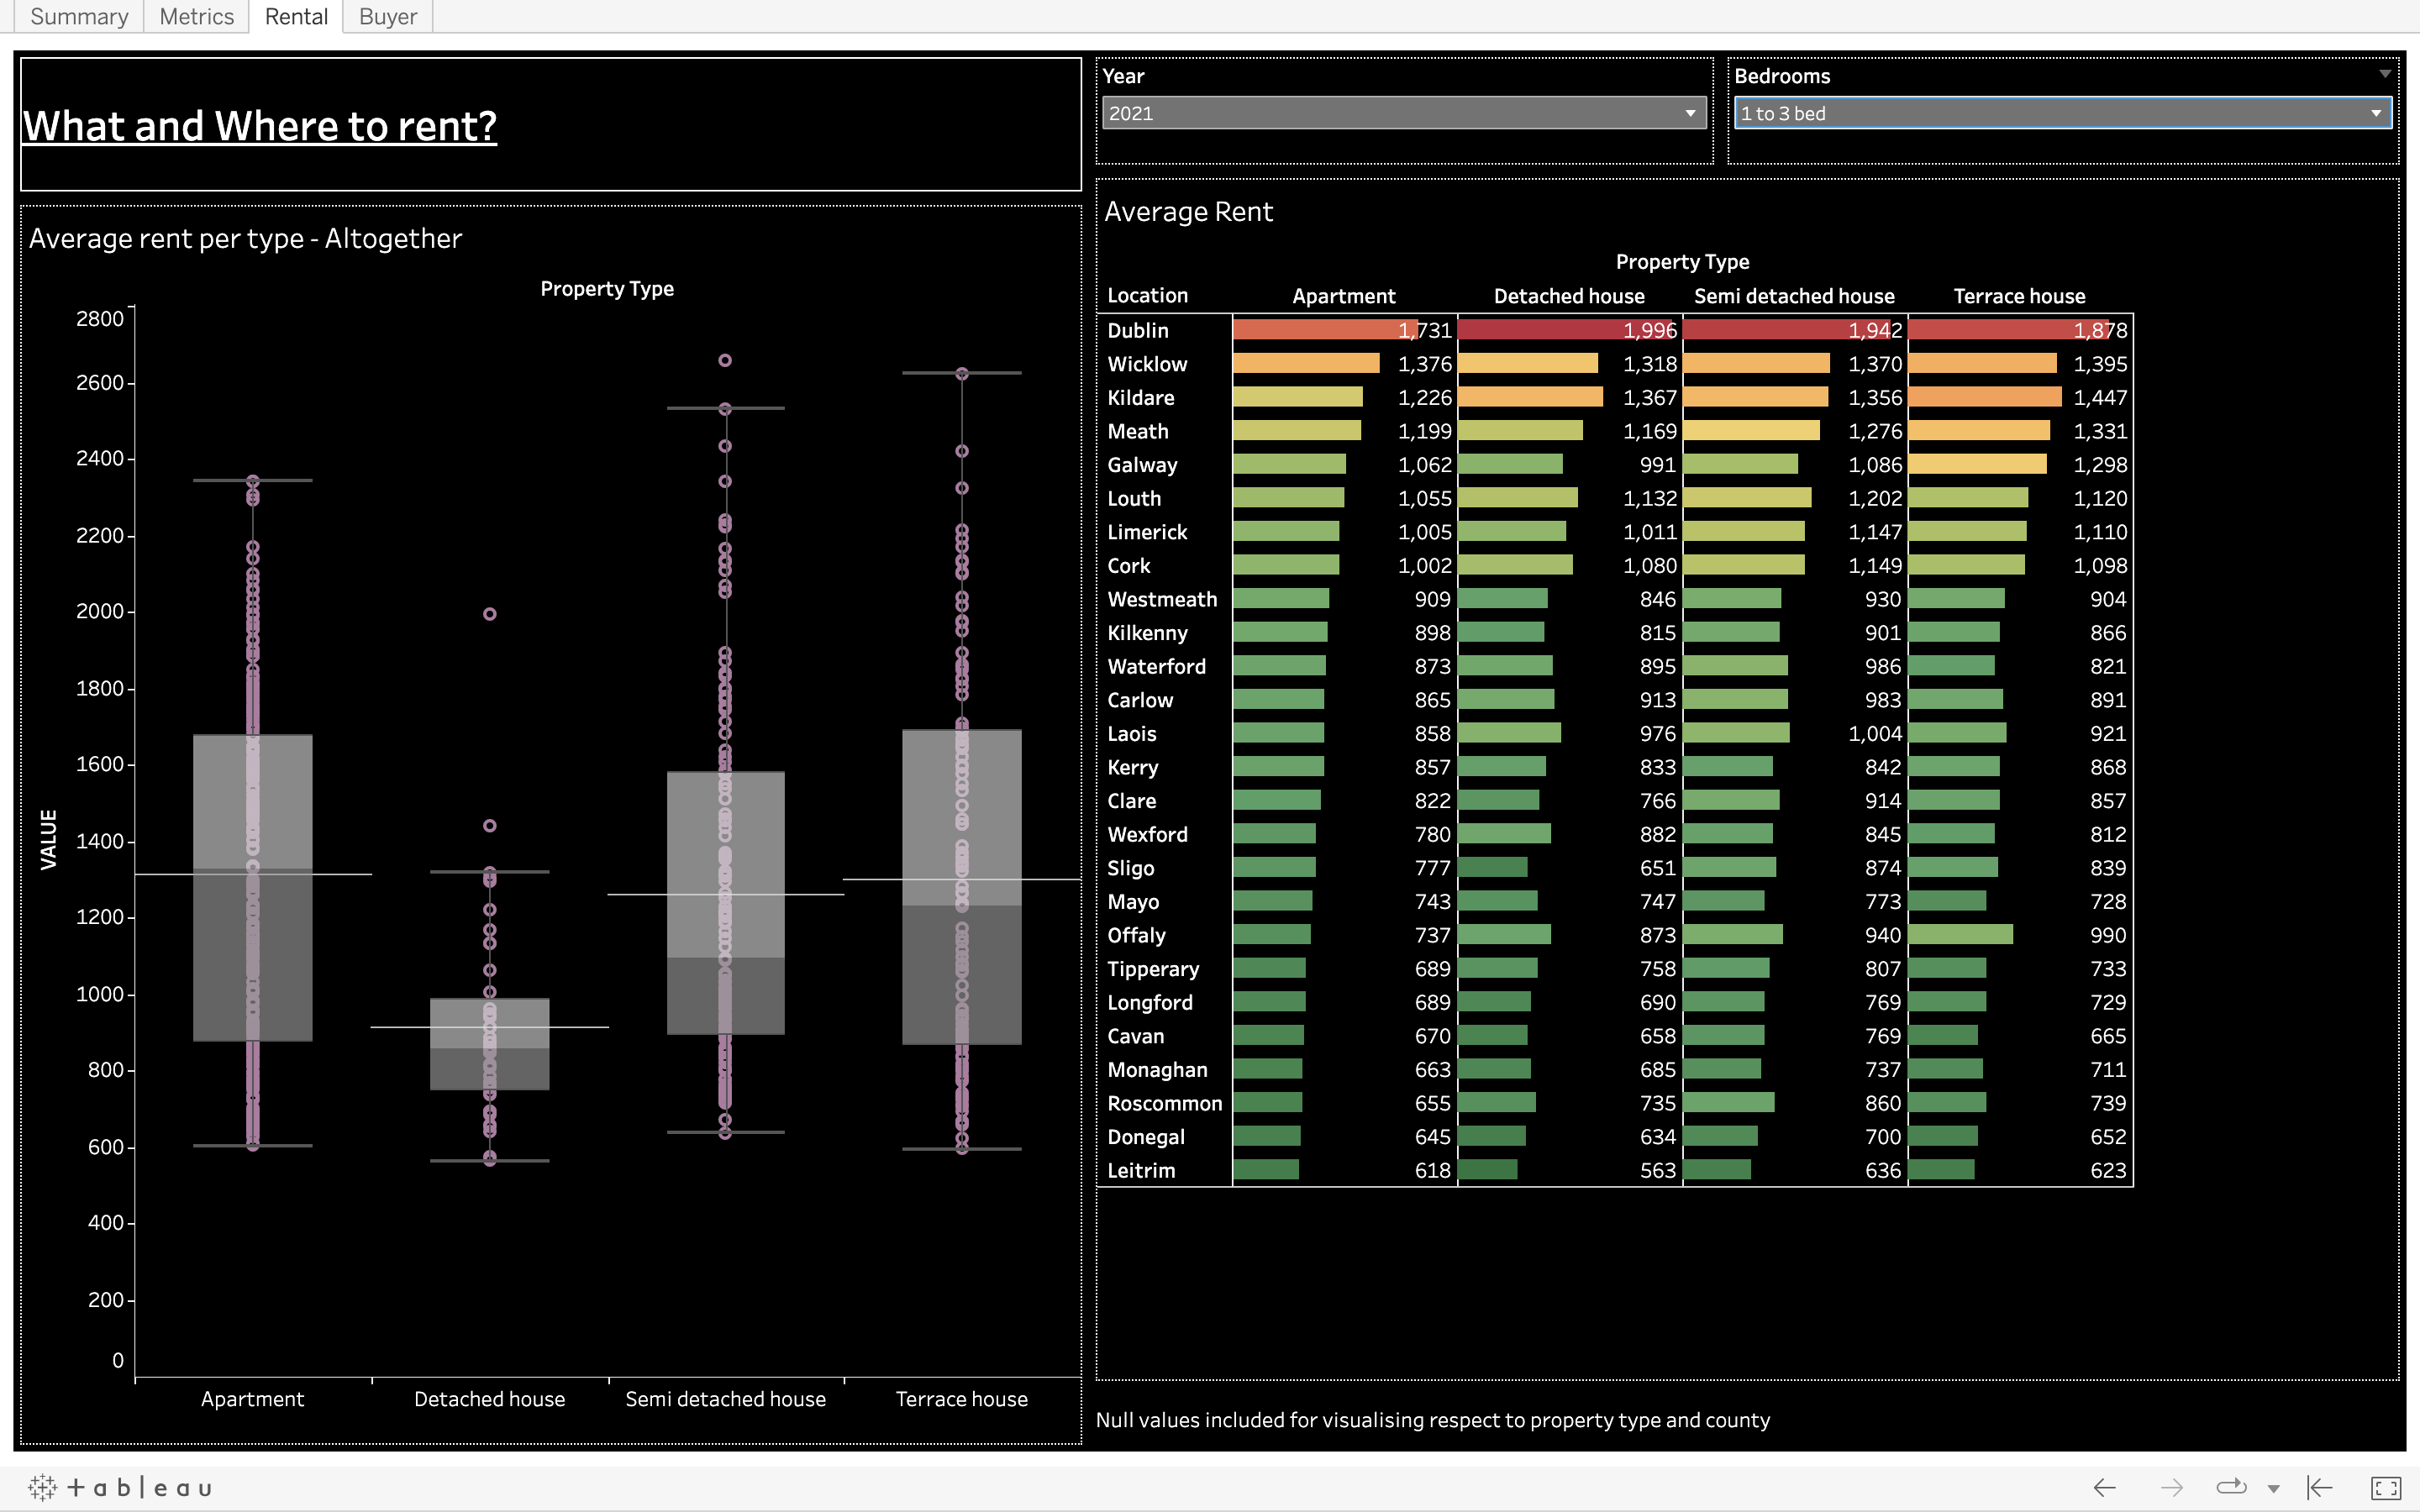 Summary Metrics Rental Buyer
What and Where to rent?
Year
2021
Bedrooms
1 to 3 bed
Average rent per type - Altogether
Property Type
2800
2600
2400
2200
2000
1800
1600
1400
1200
1000
800
600
400
200
0
VALUE
Apartment Detached house Semi detached house Terrace house
Average Rent
Property Type
Location Apartment Detached house Semi detached house Terrace house
Dublin 1,731 1,996 1,942 1,878
Wicklow 1,376 1,318 1,370 1,395
Kildare 1,226 1,367 1,356 1,447
Meath 1,199 1,169 1,276 1,331
Galway 1,062 991 1,086 1,298
Louth 1,055 1,132 1,202 1,120
Limerick 1,005 1,011 1,147 1,110
Cork 1,002 1,080 1,149 1,098
Westmeath 909 846 930 904
Kilkenny 898 815 901 866
Waterford 873 895 986 821
Carlow 865 913 983 891
Laois 858 976 1,004 921
Kerry 857 833 842 868
Clare 822 766 914 857
Wexford 780 882 845 812
Sligo 777 651 874 839
Mayo 743 747 773 728
Offaly 737 873 940 990
Tipperary 689 758 807 733
Longford 689 690 769 729
Cavan 670 658 769 665
Monaghan 663 685 737 711
Roscommon 655 735 860 739
Donegal 645 634 700 652
Leitrim 618 563 636 623
Null values included for visualising respect to property type and county
+ableau